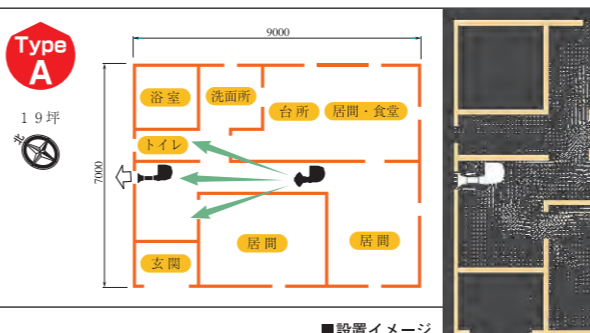 Type
A
19坪
北
9000
7000
浴室
洗面所
台所
居間・食堂
トイレ
居間
居間
玄関
■設置イメージ